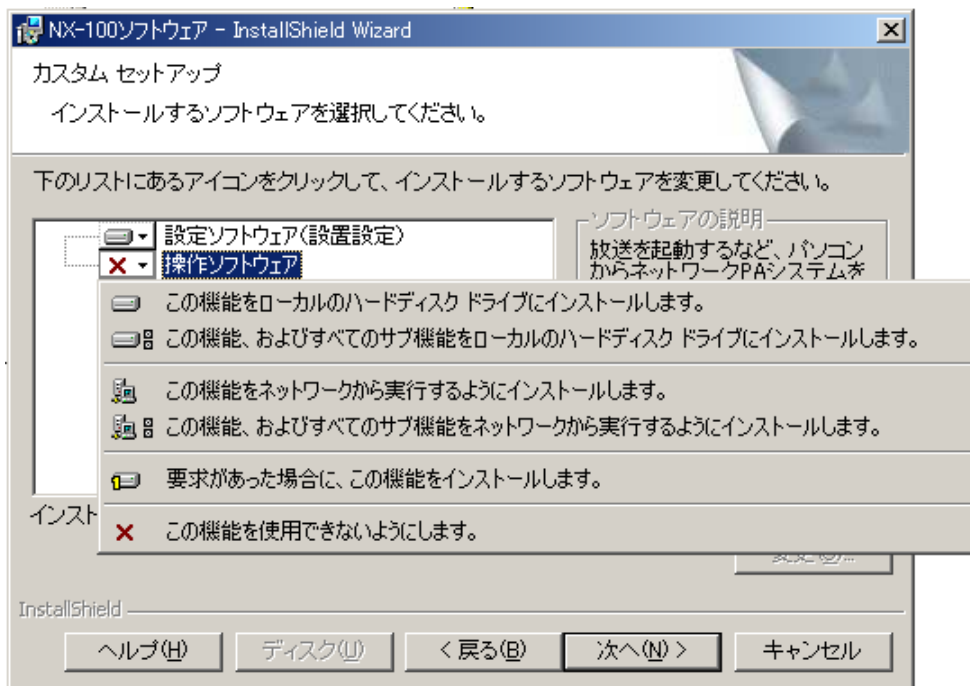 NX-100ソフトウェア - InstallShield Wizard
カスタム セットアップ
インストールするソフトウェアを選択してください。
下のリストにあるアイコンをクリックして、インストールするソフトウェアを変更してください。
設定ソフトウェア(設置設定)
操作ソフトウェア
ソフトウェアの説明
放送を起動するなど、パソコン
からネットワークPAシステムを
この機能をローカルのハードディスク ドライブにインストールします。
この機能、およびすべてのサブ機能をローカルのハードディスク ドライブにインストールします。
この機能をネットワークから実行するようにインストールします。
この機能、およびすべてのサブ機能をネットワークから実行するようにインストールします。
要求があった場合に、この機能をインストールします。
この機能を使用できないようにします。
インスト
InstallShield
ヘルプ(H)
ディスク(U)
< 戻る(B)
次へ(N) >
キャンセル